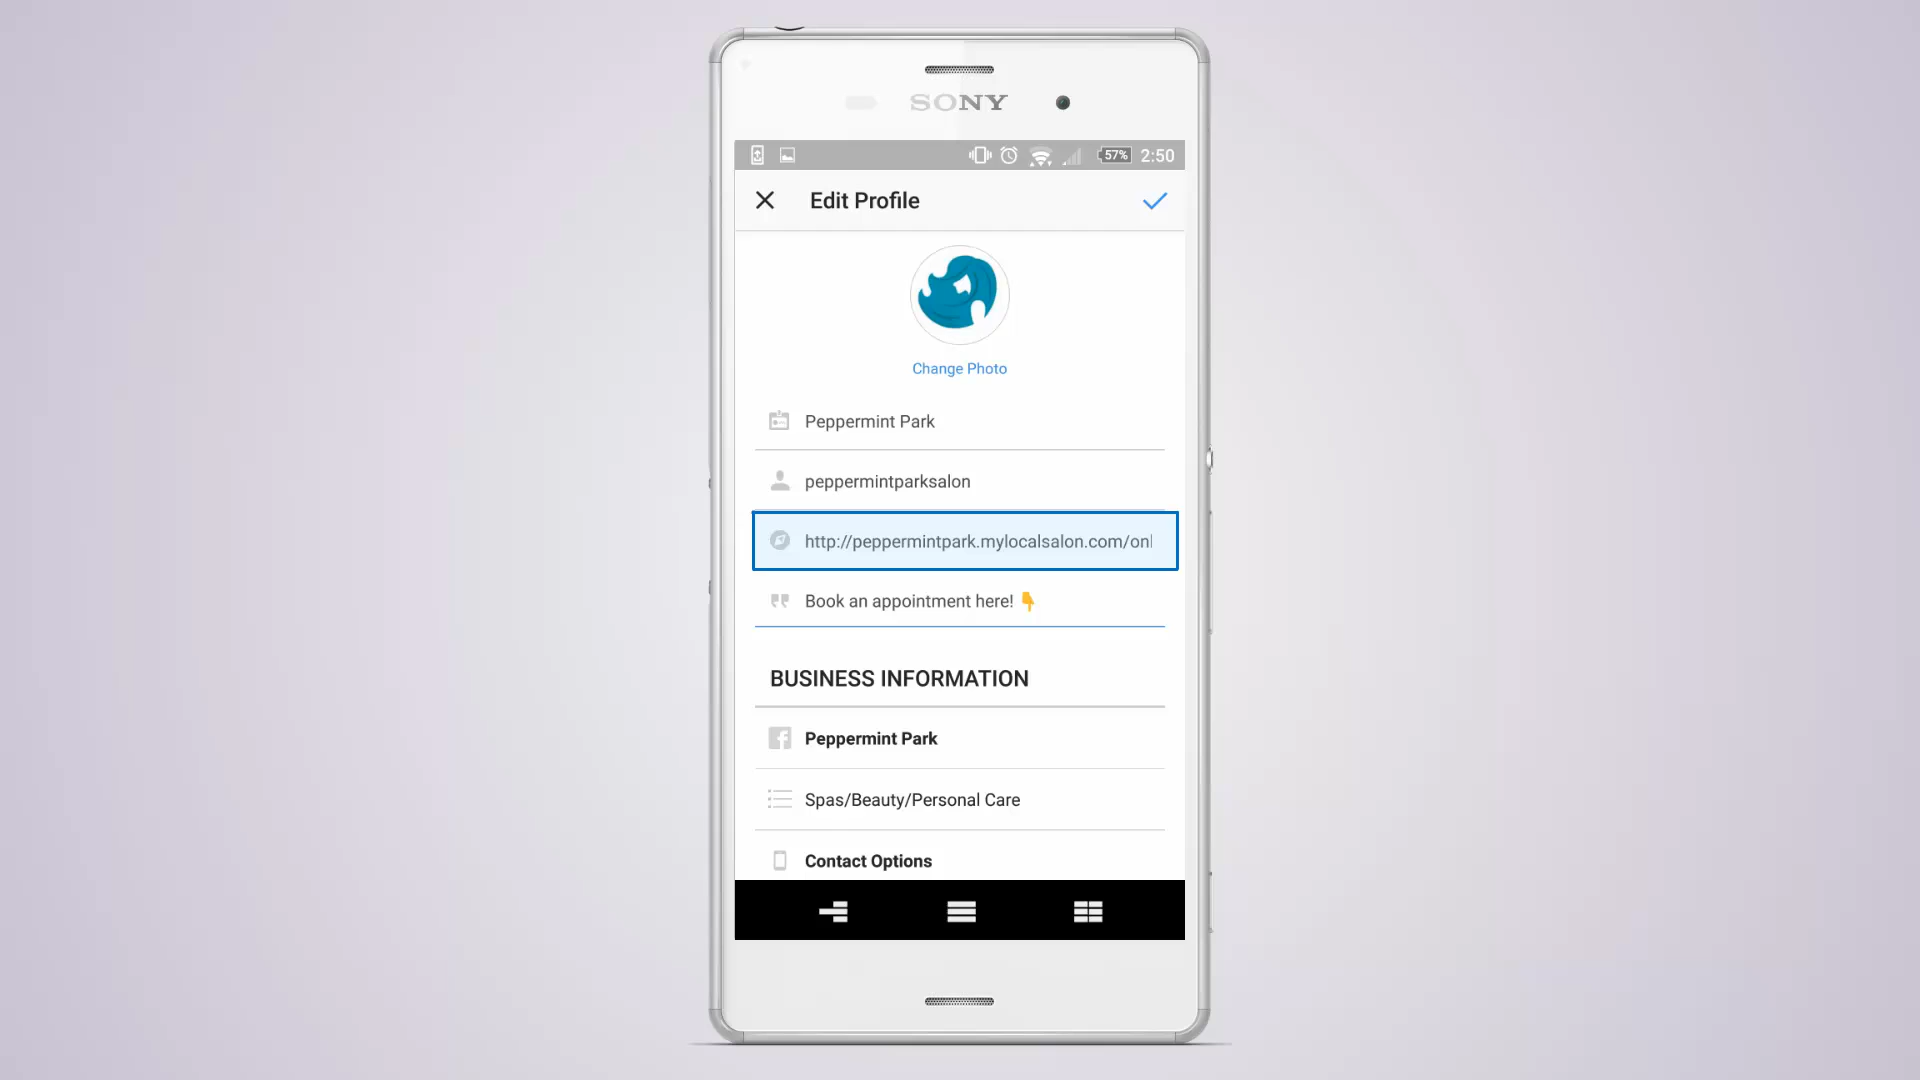 SONY
57% 2:50
Edit Profile
Change Photo
Peppermint Park
peppermintparksalon
http://peppermintpark.mylocalsalon.com/onl
Book an appointment here! 👇
BUSINESS INFORMATION
Peppermint Park
Spas/Beauty/Personal Care
Contact Options